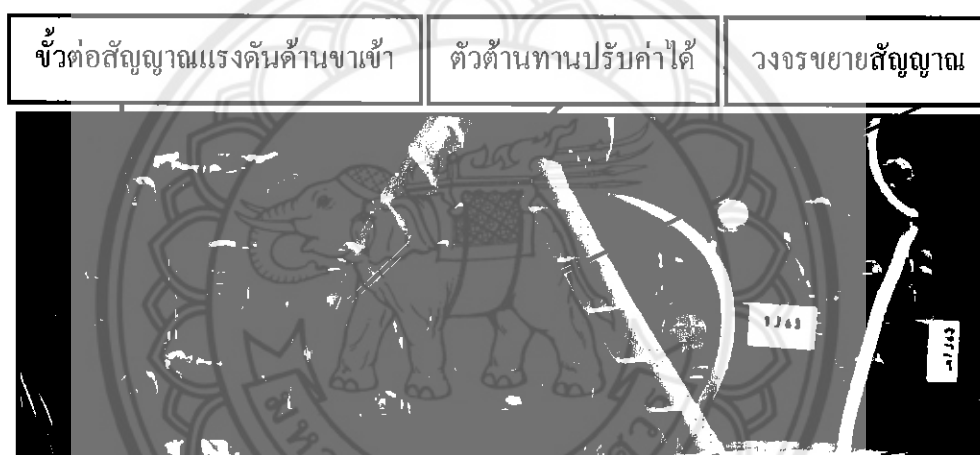 ขั้วต่อสัญญาณแรงดันด้านขาเข้า
ตัวต้านทานปรับค่าได้
วงจรขยายสัญญาณ